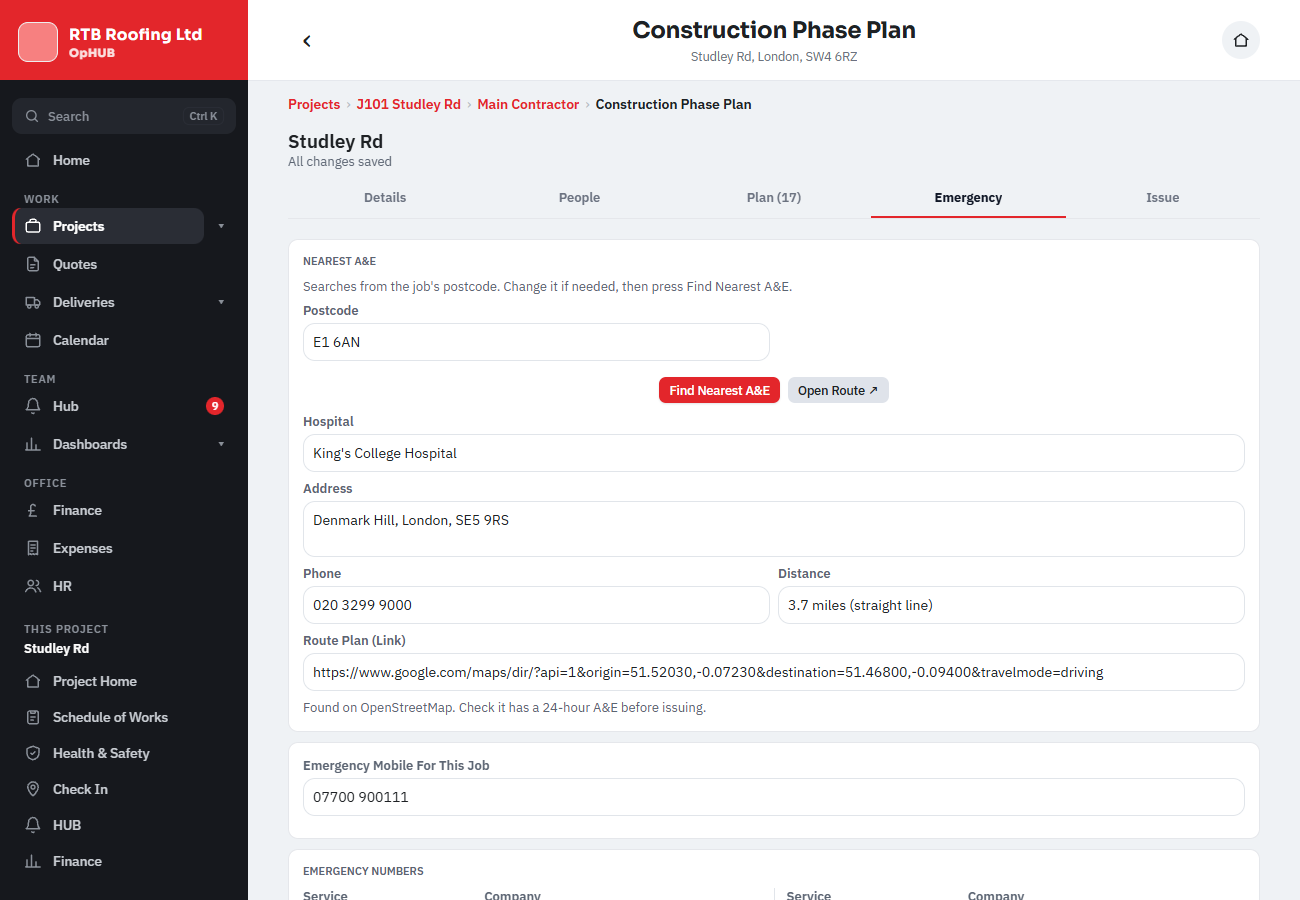 RTB Roofing Ltd
OpHUB
Search
Ctrl K
Home
WORK
Projects
Quotes
Deliveries
Calendar
TEAM
Hub
9
Dashboards
OFFICE
Finance
Expenses
HR
THIS PROJECT
Studley Rd
Project Home
Schedule of Works
Health & Safety
Check In
HUB
Finance
Construction Phase Plan
Studley Rd, London, SW4 6RZ
Projects › J101 Studley Rd › Main Contractor › Construction Phase Plan
Studley Rd
All changes saved
Details
People
Plan (17)
Emergency
Issue
NEAREST A&E
Searches from the job's postcode. Change it if needed, then press Find Nearest A&E.
Postcode
E1 6AN
Find Nearest A&E
Open Route ↗
Hospital
King's College Hospital
Address
Denmark Hill, London, SE5 9RS
Phone
Distance
020 3299 9000
3.7 miles (straight line)
Route Plan (Link)
https://www.google.com/maps/dir/?api=1&origin=51.52030,-0.07230&destination=51.46800,-0.09400&travelmode=driving
Found on OpenStreetMap. Check it has a 24-hour A&E before issuing.
Emergency Mobile For This Job
07700 900111
EMERGENCY NUMBERS
Service
Company
Service
Company